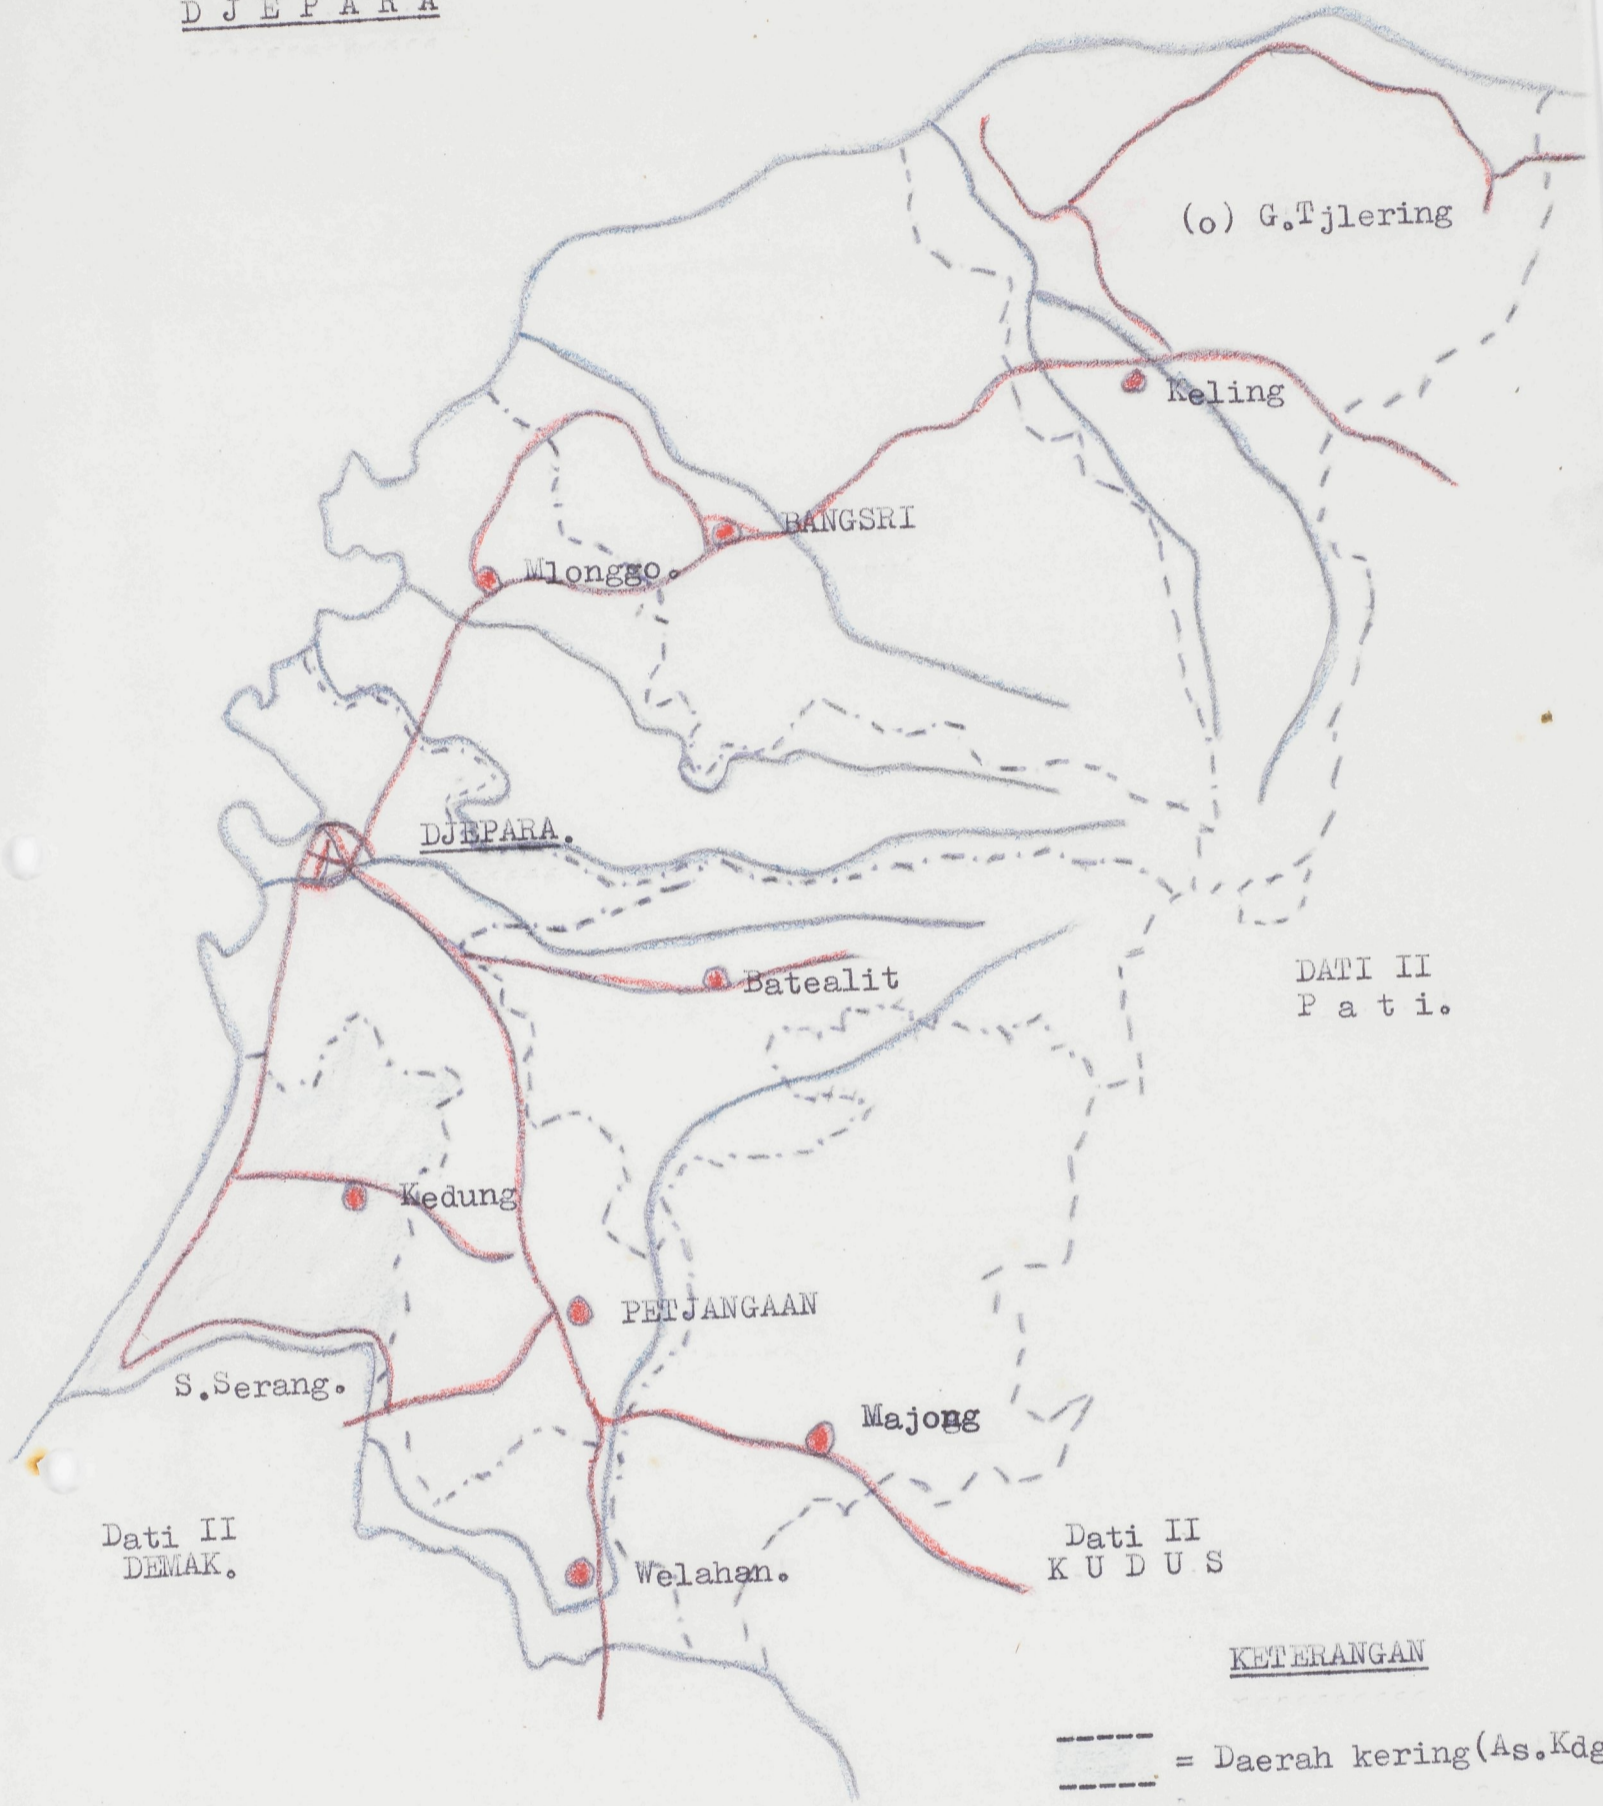 D J E P A R A
(o) G.Tjlering
Keling
BANGSRI
Mlonggo.
DJEPARA.
Batealit
DATI II
P a t i.
Kedung
PETJANGAAN
S.Serang.
Majong
Dati II
DEMAK.
Welahan.
Dati II
K U D U S
KETERANGAN
= Daerah kering(As.Kdg